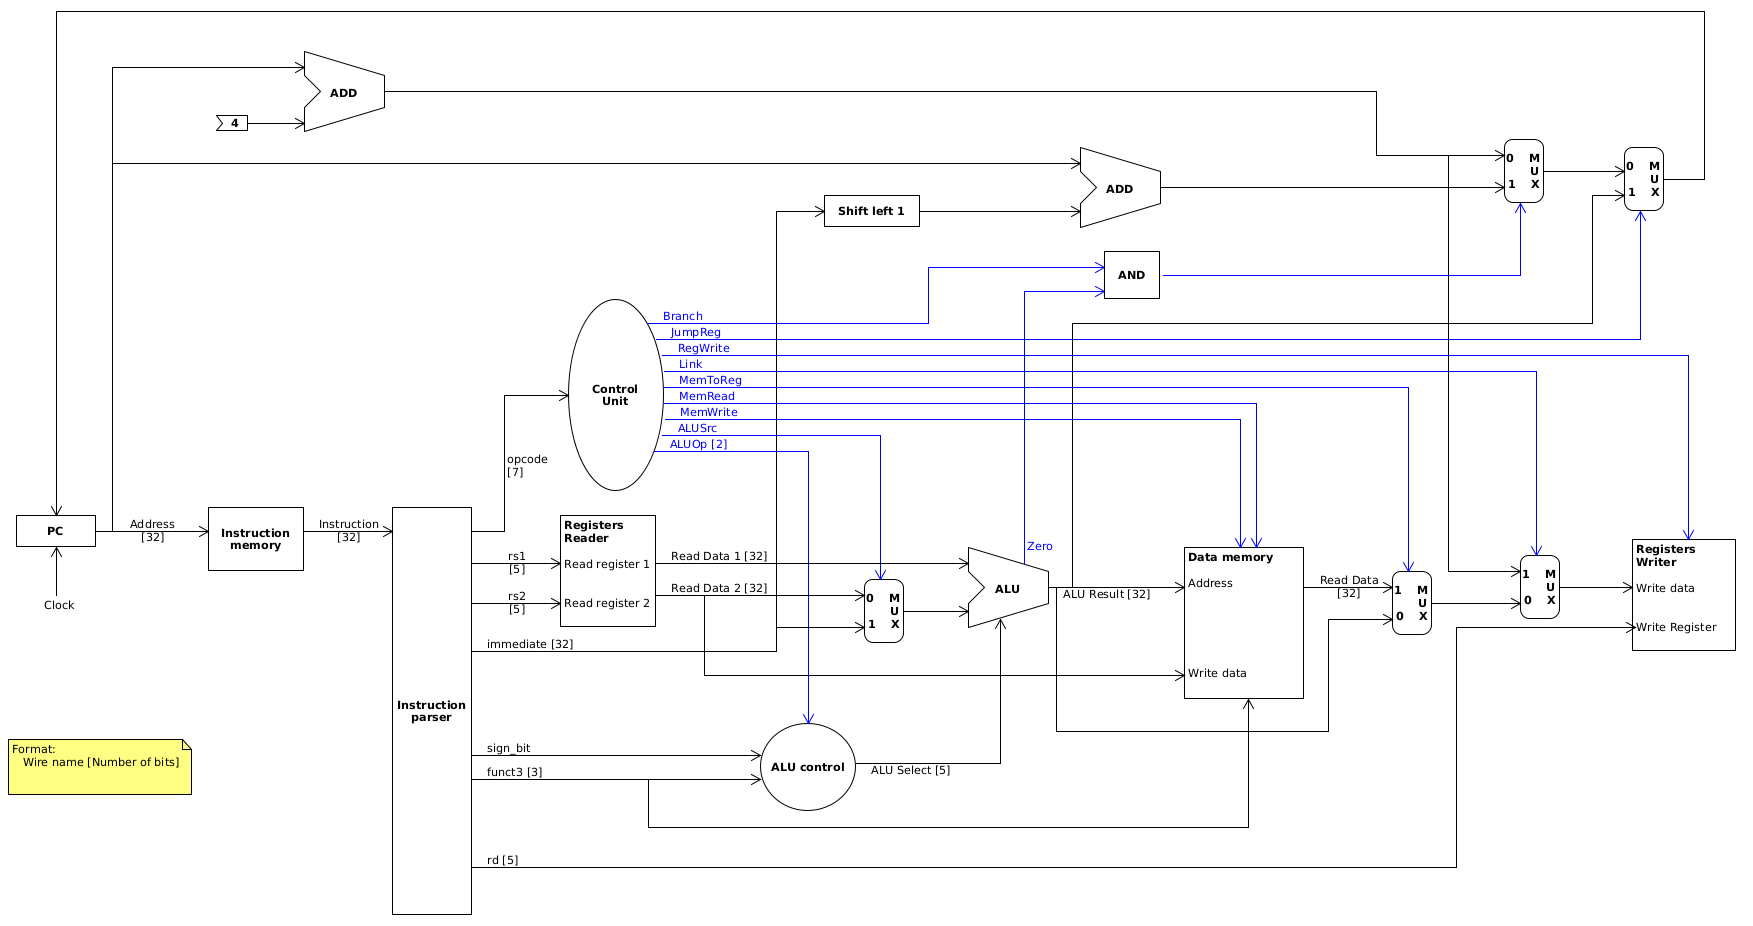 ADD
4
ADD
Shift left 1
0 M
U
1 X
0 M
U
1 X
AND
Branch
JumpReg
RegWrite
Link
MemToReg
MemRead
MemWrite
ALUSrc
ALUOp [2]
Control
Unit
opcode
[7]
PC
Clock
Address
[32]
Instruction
memory
Instruction
[32]
Instruction
parser
rs1
[5]
rs2
[5]
Registers
Reader
Read register 1
Read register 2
Read Data 1 [32]
Read Data 2 [32]
immediate [32]
0 M
U
1 X
ALU
Zero
ALU Result [32]
Data memory
Address
Write data
Read Data
[32]
1 M
U
0 X
1 M
U
0 X
Registers
Writer
Write data
Write Register
Format:
Wire name [Number of bits]
sign_bit
funct3 [3]
ALU control
ALU Select [5]
rd [5]